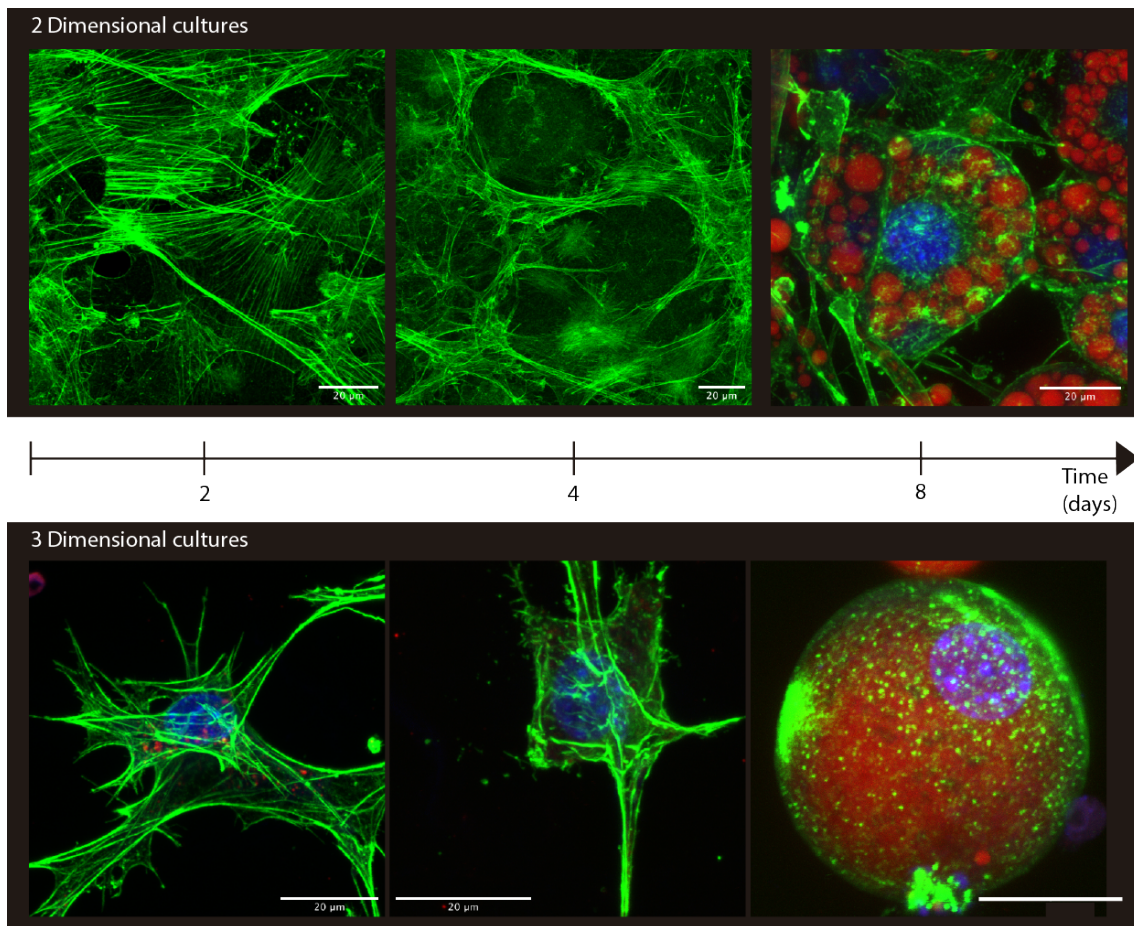 2 Dimensional cultures
20 µm
20 µm
20 µm
2
4
8
Time
(days)
3 Dimensional cultures
20 µm
20 µm